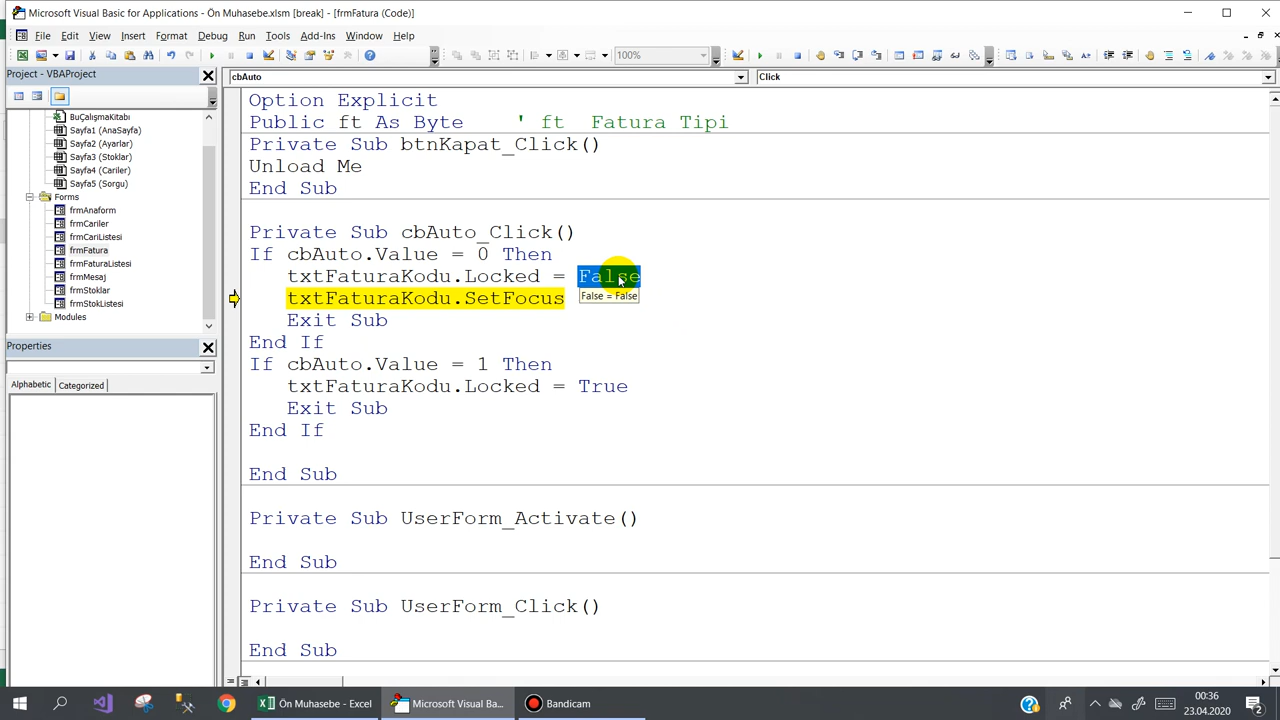 Microsoft Visual Basic for Applications - Ön Muhasebe.xlsm [break] - [frmFatura (Code)]
File Edit View Insert Format Debug Run Tools Add-Ins Window Help
100%
Project - VBAProject
cbAuto Click
BuÇalışmaKitabı
Sayfa1 (AnaSayfa)
Sayfa2 (Ayarlar)
Sayfa3 (Stoklar)
Sayfa4 (Cariler)
Sayfa5 (Sorgu)
Forms
frmAnaform
frmCariler
frmCariListesi
frmFatura
frmFaturaListesi
frmMesaj
frmStoklar
frmStokListesi
Modules
Properties
Alphabetic Categorized
Option Explicit
Public ft As Byte ' ft Fatura Tipi
Private Sub btnKapat_Click()
Unload Me
End Sub
Private Sub cbAuto_Click()
If cbAuto.Value = 0 Then
txtFaturaKodu.Locked = False
False = False
txtFaturaKodu.SetFocus
Exit Sub
End If
If cbAuto.Value = 1 Then
txtFaturaKodu.Locked = True
Exit Sub
End If
End Sub
Private Sub UserForm_Activate()
End Sub
Private Sub UserForm_Click()
End Sub
Ön Muhasebe - Excel
Microsoft Visual Ba...
Bandicam
00:36
23.04.2020
2